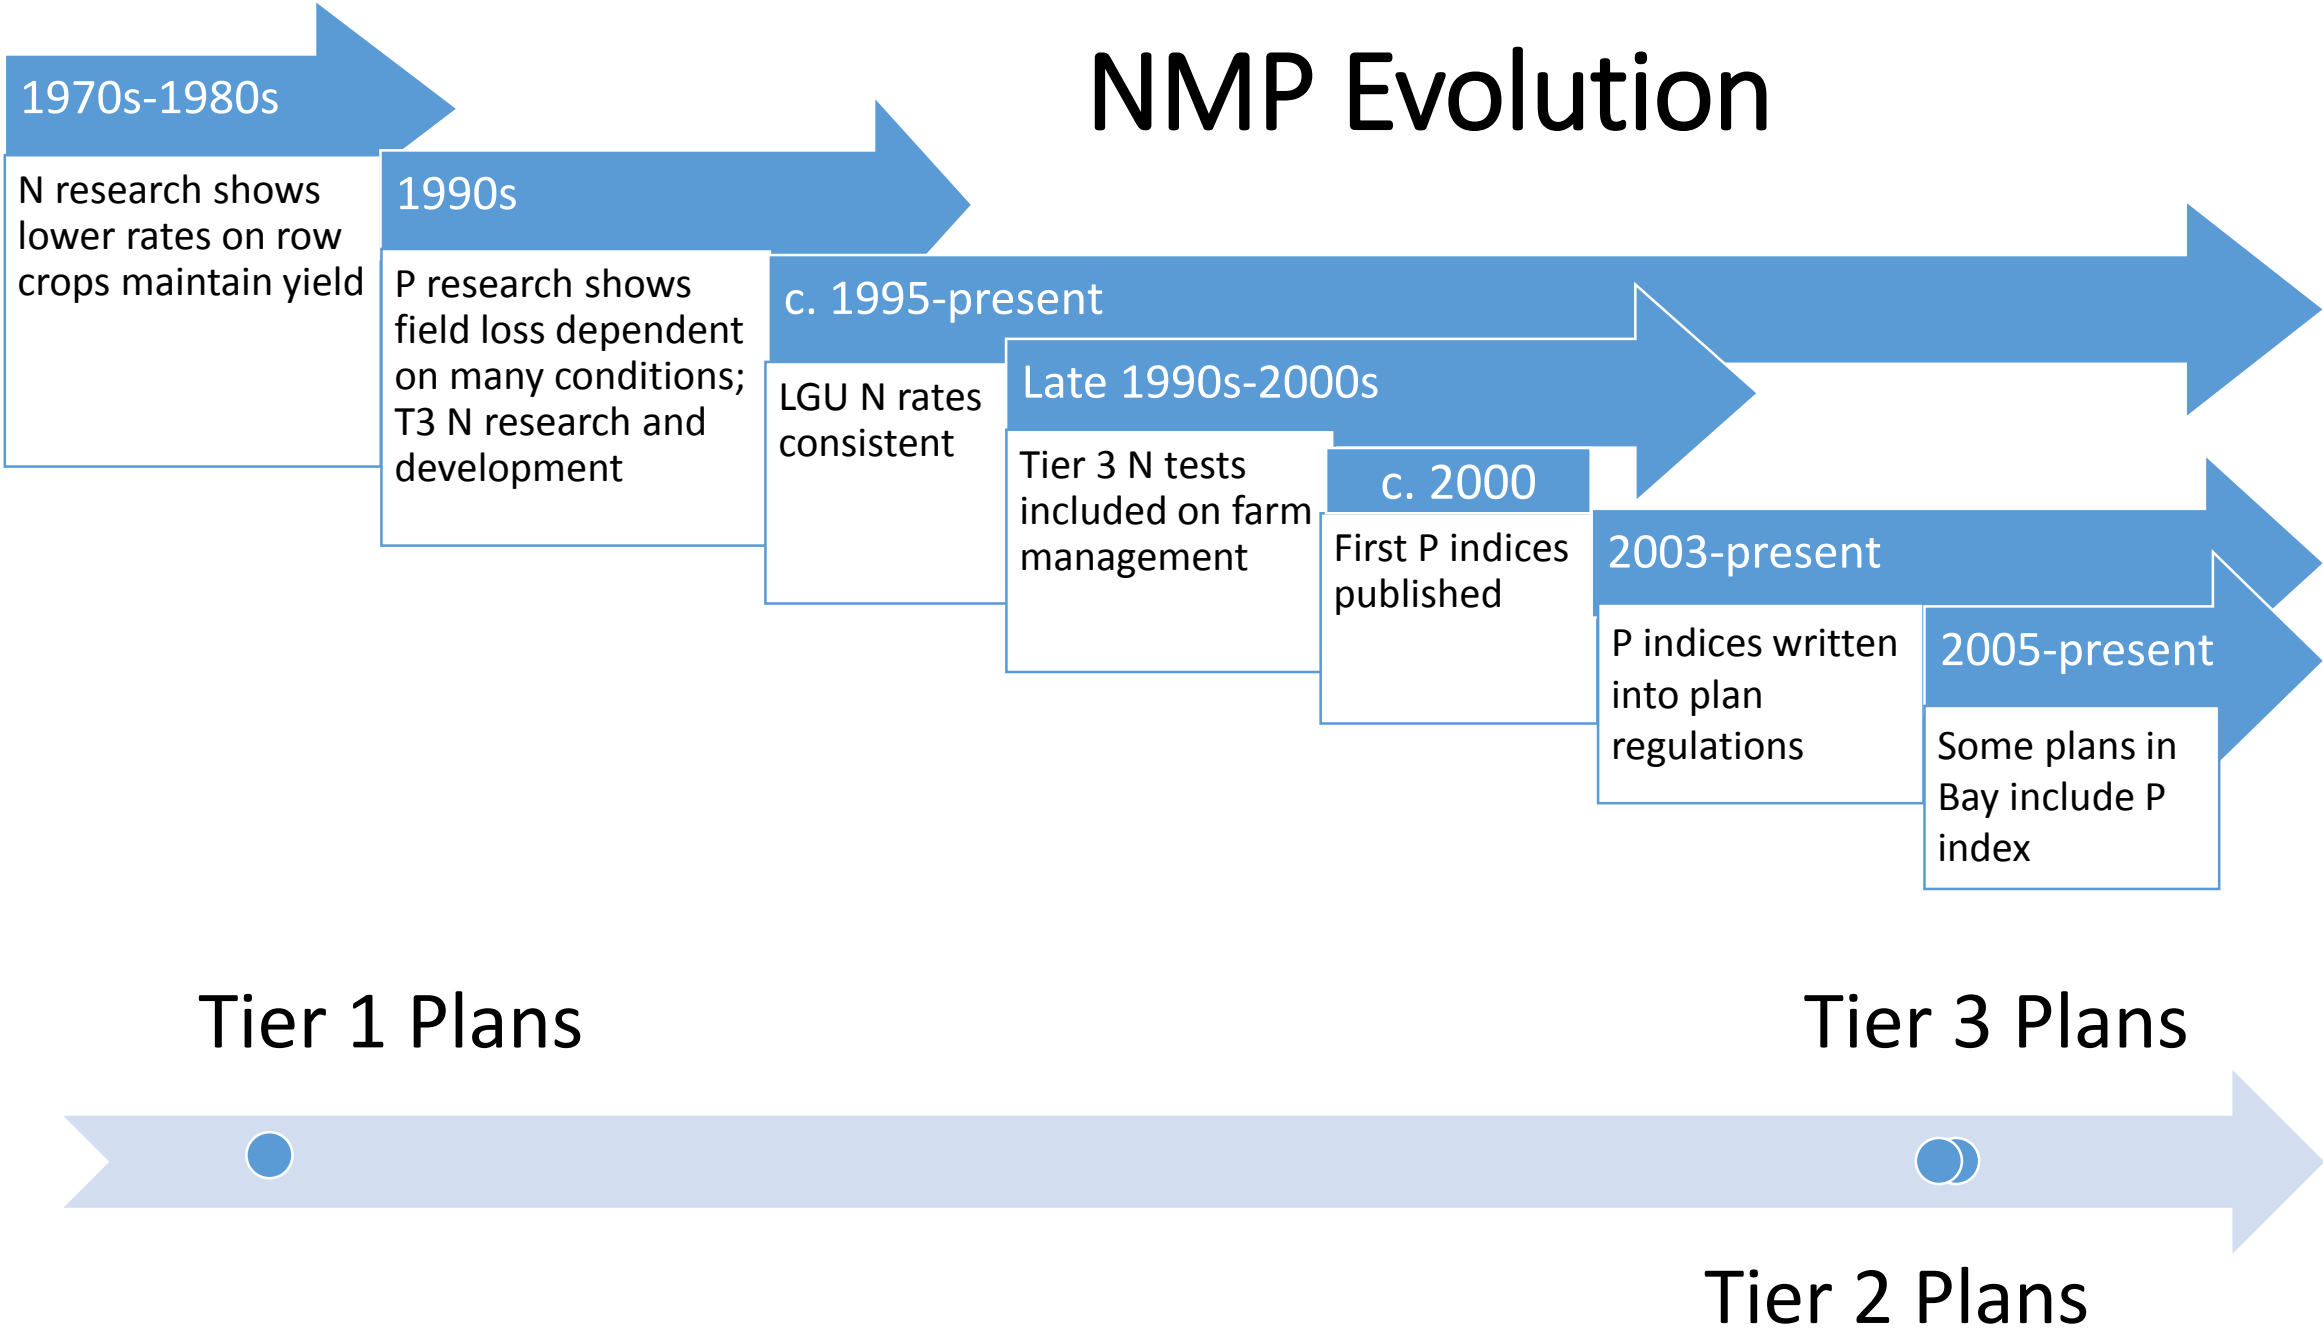 NMP Evolution
1970s-1980s
N research shows
lower rates on row
crops maintain yield
1990s
P research shows
field loss dependent
on many conditions;
T3 N research and
development
c. 1995-present
LGU N rates
consistent
Late 1990s-2000s
Tier 3 N tests
included on farm
management
c. 2000
First P indices
published
2003-present
P indices written
into plan
regulations
2005-present
Some plans in
Bay include P
index
Tier 1 Plans
Tier 3 Plans
Tier 2 Plans